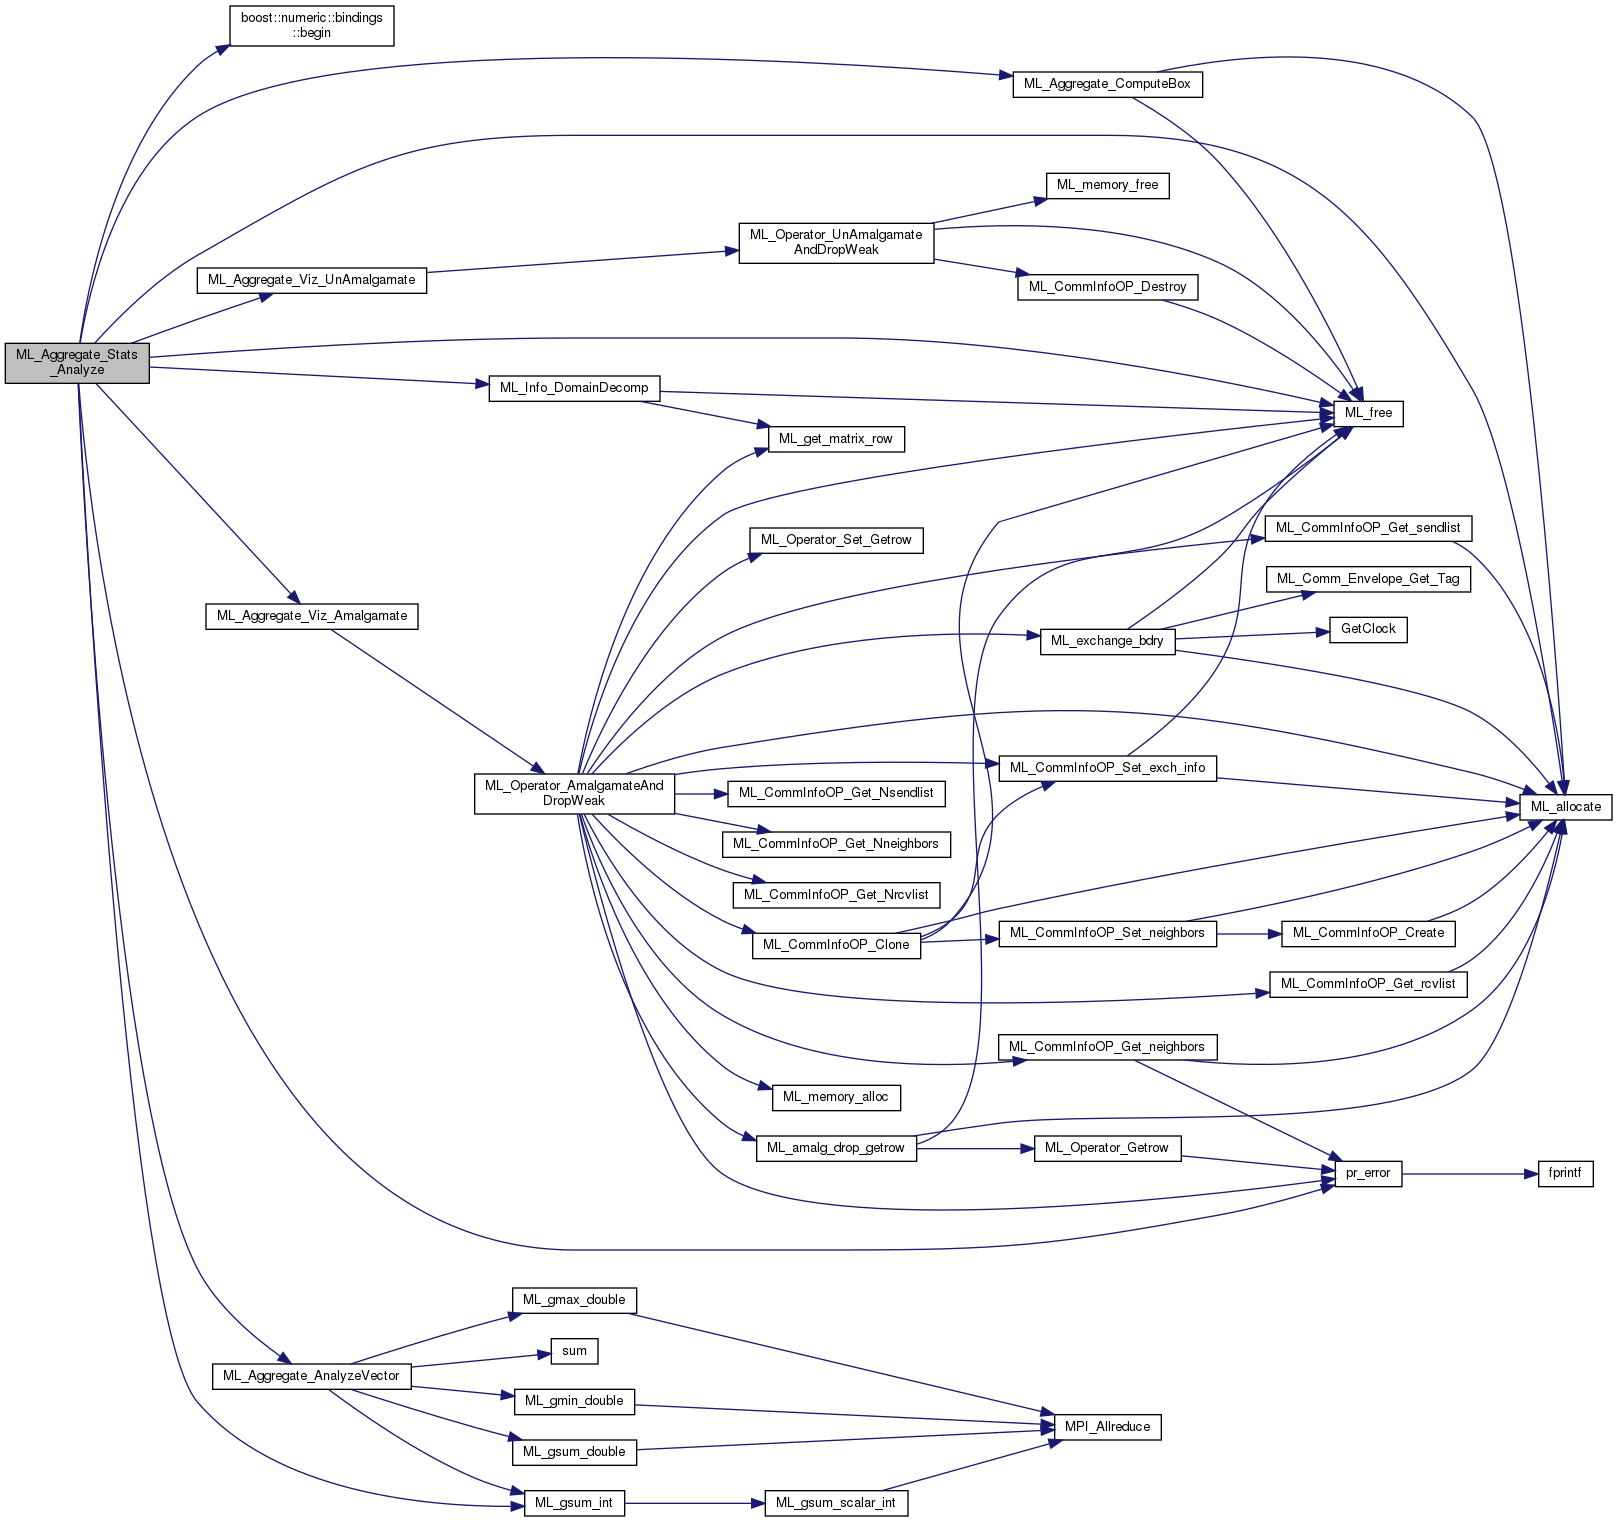 boost::numeric::bindings
::begin
ML_Aggregate_ComputeBox
ML_memory_free
ML_Operator_UnAmalgamate
AndDropWeak
ML_Aggregate_Viz_UnAmalgamate
ML_CommInfoOP_Destroy
ML_Aggregate_Stats
_Analyze
ML_Info_DomainDecomp
ML_free
ML_get_matrix_row
ML_CommInfoOP_Get_sendlist
ML_Operator_Set_Getrow
ML_Comm_Envelope_Get_Tag
ML_Aggregate_Viz_Amalgamate
GetClock
ML_exchange_bdry
ML_CommInfoOP_Set_exch_info
ML_Operator_AmalgamateAnd
DropWeak
ML_CommInfoOP_Get_Nsendlist
ML_allocate
ML_CommInfoOP_Get_Nneighbors
ML_CommInfoOP_Get_Nrcvlist
ML_CommInfoOP_Clone
ML_CommInfoOP_Set_neighbors
ML_CommInfoOP_Create
ML_CommInfoOP_Get_rcvlist
ML_CommInfoOP_Get_neighbors
ML_memory_alloc
ML_amalg_drop_getrow
ML_Operator_Getrow
pr_error
fprintf
ML_gmax_double
sum
ML_Aggregate_AnalyzeVector
ML_gmin_double
MPI_Allreduce
ML_gsum_double
ML_gsum_int
ML_gsum_scalar_int